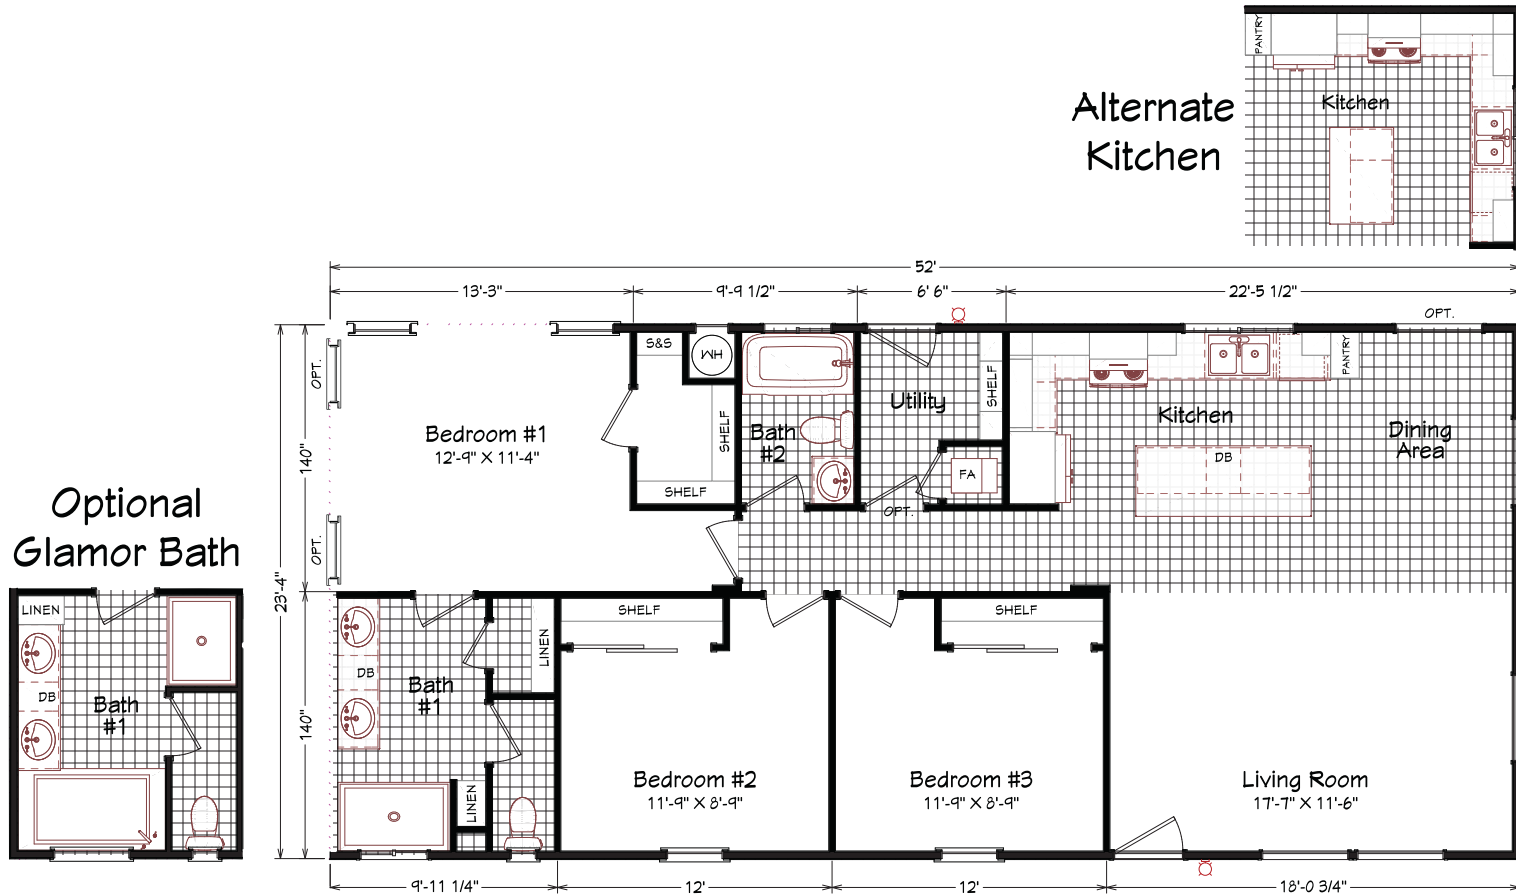 PANTRY
Kitchen
Alternate
Kitchen
52'
13'-3"
9'-9 1/2"
6' 6"
22'-5 1/2"
OPT.
S&S
WH
OPT.
SHELF
PANTRY
Utility
Kitchen
Bedroom #1
12'-9" X 11'-4"
SHELF
Bath
#2
Dining
Area
140"
DB
FA
SHELF
OPT.
OPT.
Optional
Glamor Bath
23'-4"
LINEN
SHELF
SHELF
LINEN
DB
Bath
#1
DB
Bath
#1
140"
Bedroom #2
11'-9" X 8'-9"
Bedroom #3
11'-9" X 8'-9"
Living Room
17'-7" X 11'-6"
LINEN
9'-11 1/4"
12'
12'
18'-0 3/4"